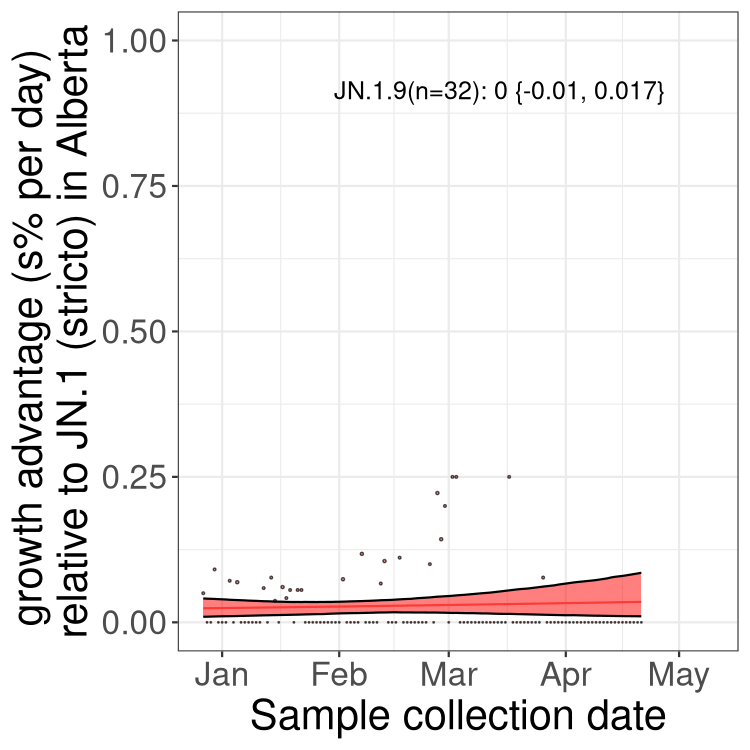 growth advantage (s% per day)
relative to JN.1 (stricto) in Alberta
1.00
0.75
0.50
0.25
0.00
JN.1.9(n=32): 0 {-0.01, 0.017}
Jan Feb Mar Apr May
Sample collection date